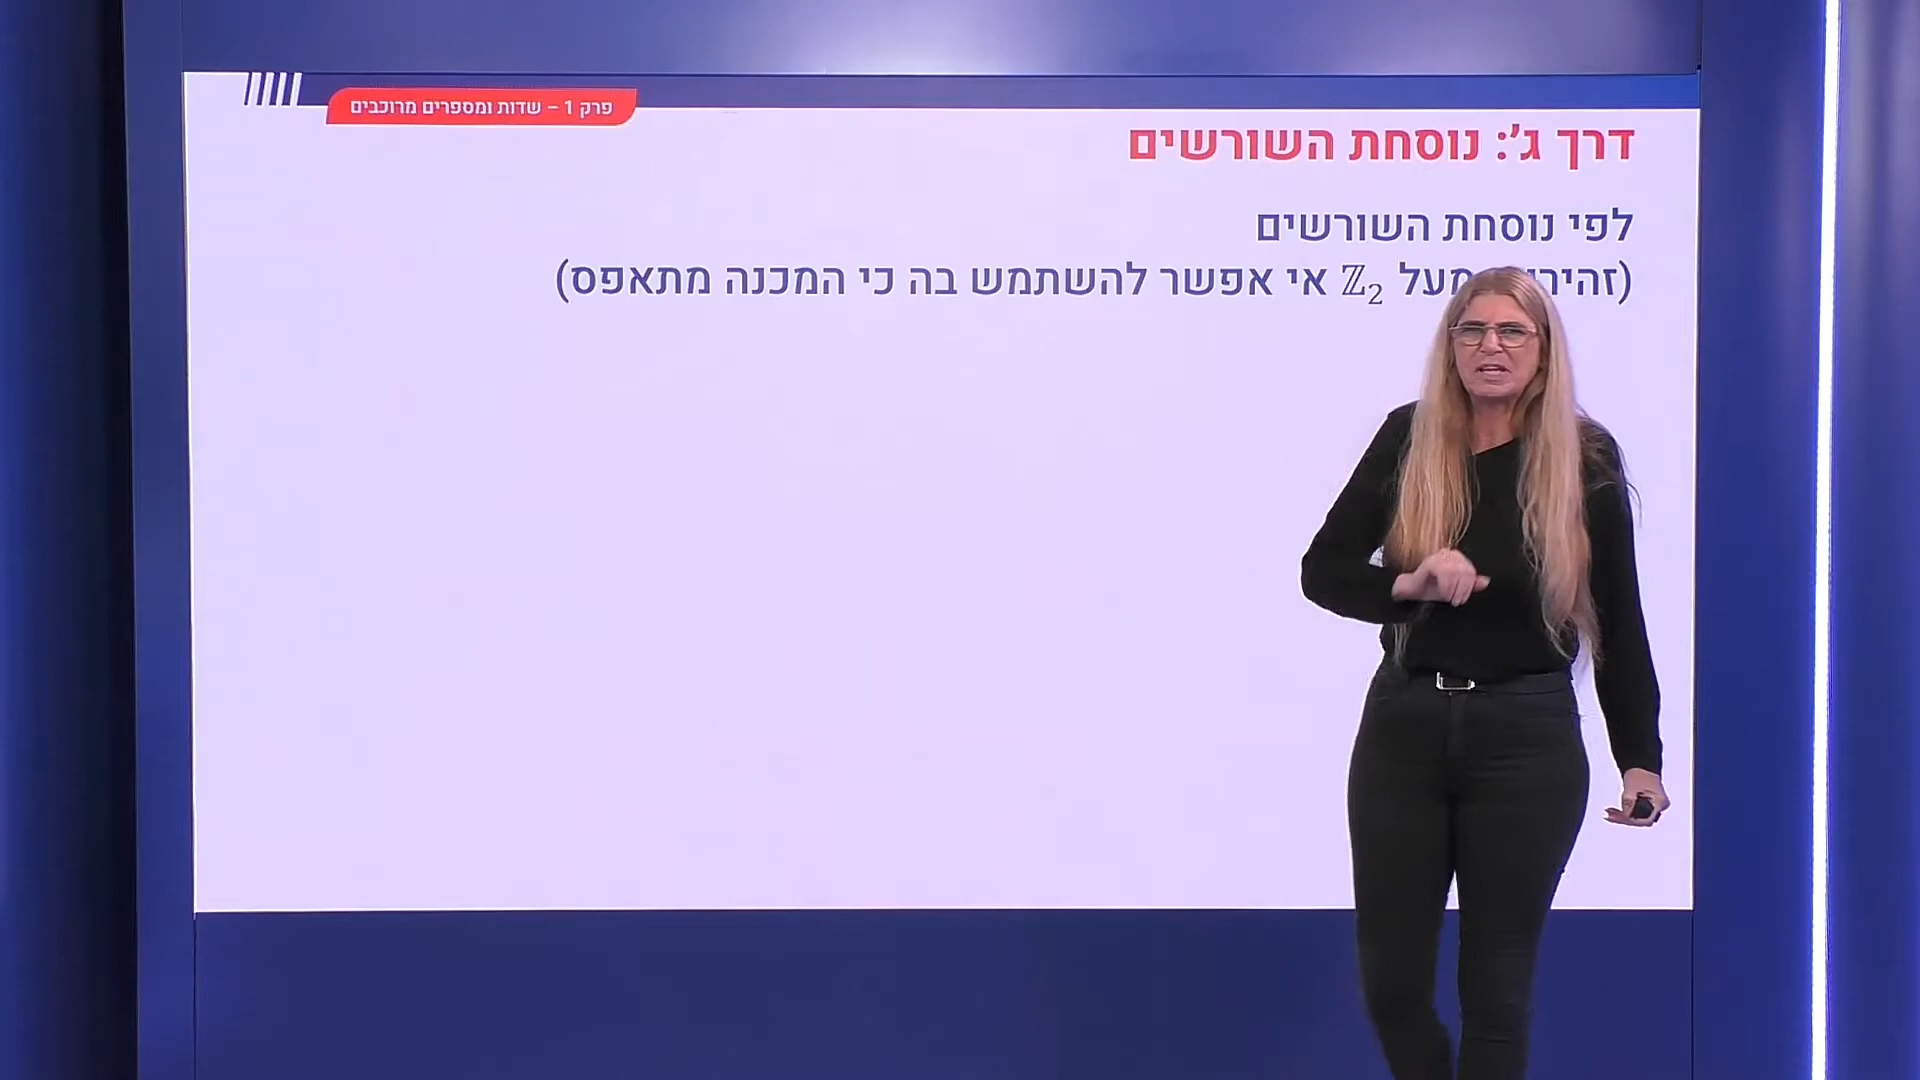 פרק 1 – שדות ומספרים מרוכבים
דרך ג׳: נוסחת השורשים
לפי נוסחת השורשים
מעל ℤ₂ אי אפשר להשתמש בה כי המכנה מתאפס)